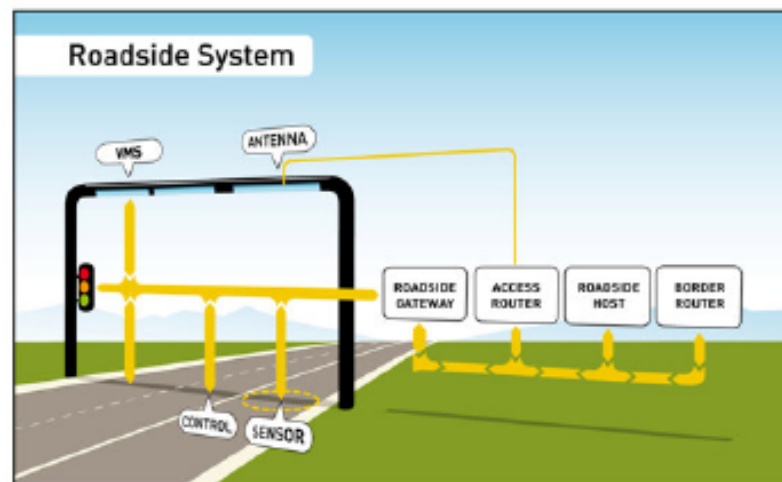 Roadside System
VMS
ANTENNA
ROADSIDE
GATEWAY
ACCESS
ROUTER
ROADSIDE
HOST
BORDER
ROUTER
CONTROL
SENSOR